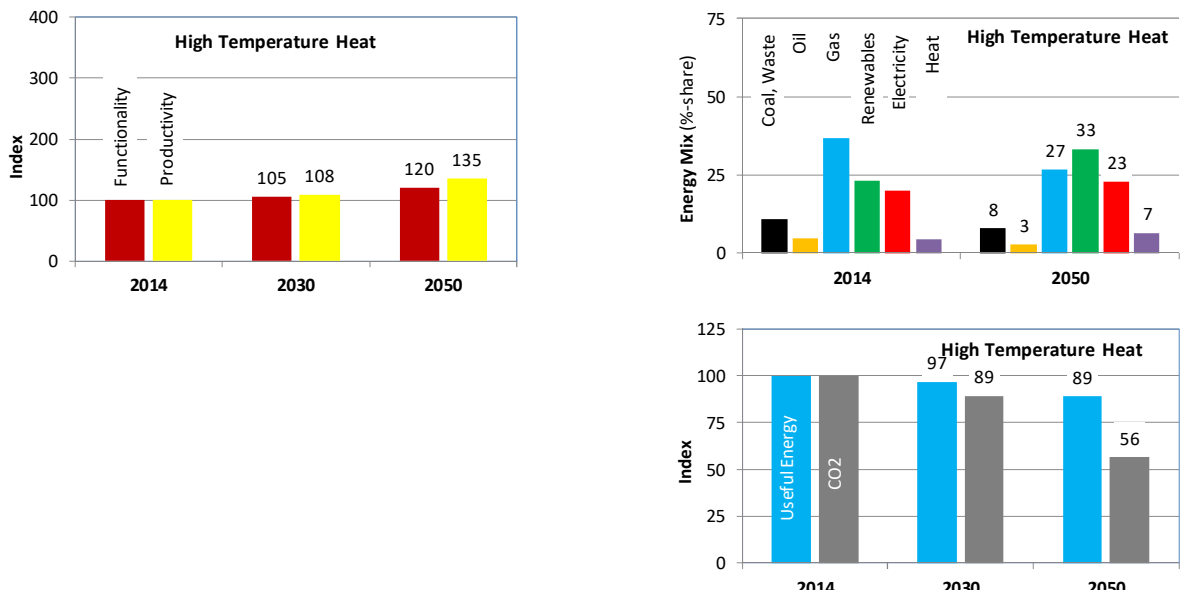 400
300
200
100
0
Index
High Temperature Heat
Functionality
Productivity
105
108
120
135
2014
2030
2050
75
50
25
0
Energy Mix (%-share)
Coal, Waste
Oil
Gas
Renewables
Electricity
Heat
High Temperature Heat
8
3
27
33
23
7
2014
2050
125
100
75
50
25
0
Index
High Temperature Heat
Useful Energy
CO2
97
89
89
56
2014
2030
2050